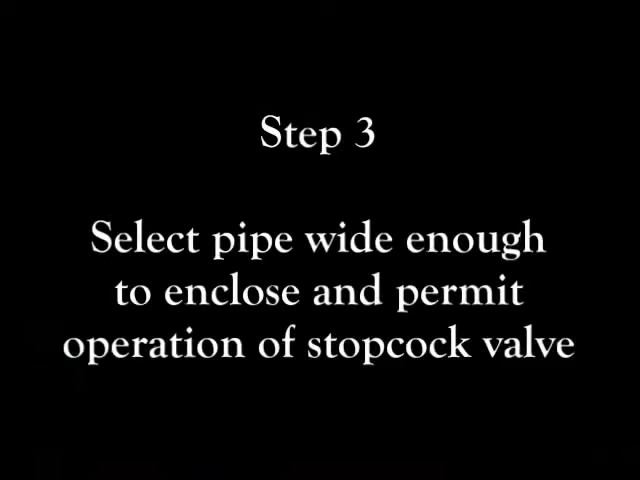 Step 3
Select pipe wide enough
to enclose and permit
operation of stopcock valve